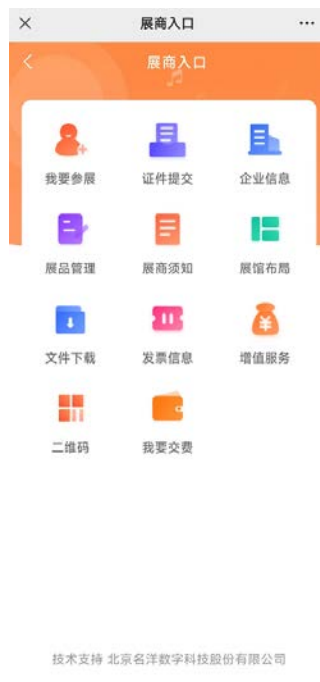 展商入口
展商入口
我要参展 证件提交 企业信息
展品管理 展商须知 展馆布局
文件下载 发票信息 增值服务
二维码 我要交费
技术支持 北京名洋数字科技股份有限公司